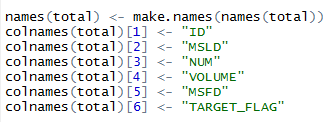 names(total) <- make.names(names(total))
colnames(total)[1] <- "ID"
colnames(total)[2] <- "MSLD"
colnames(total)[3] <- "NUM"
colnames(total)[4] <- "VOLUME"
colnames(total)[5] <- "MSFD"
colnames(total)[6] <- "TARGET_FLAG"